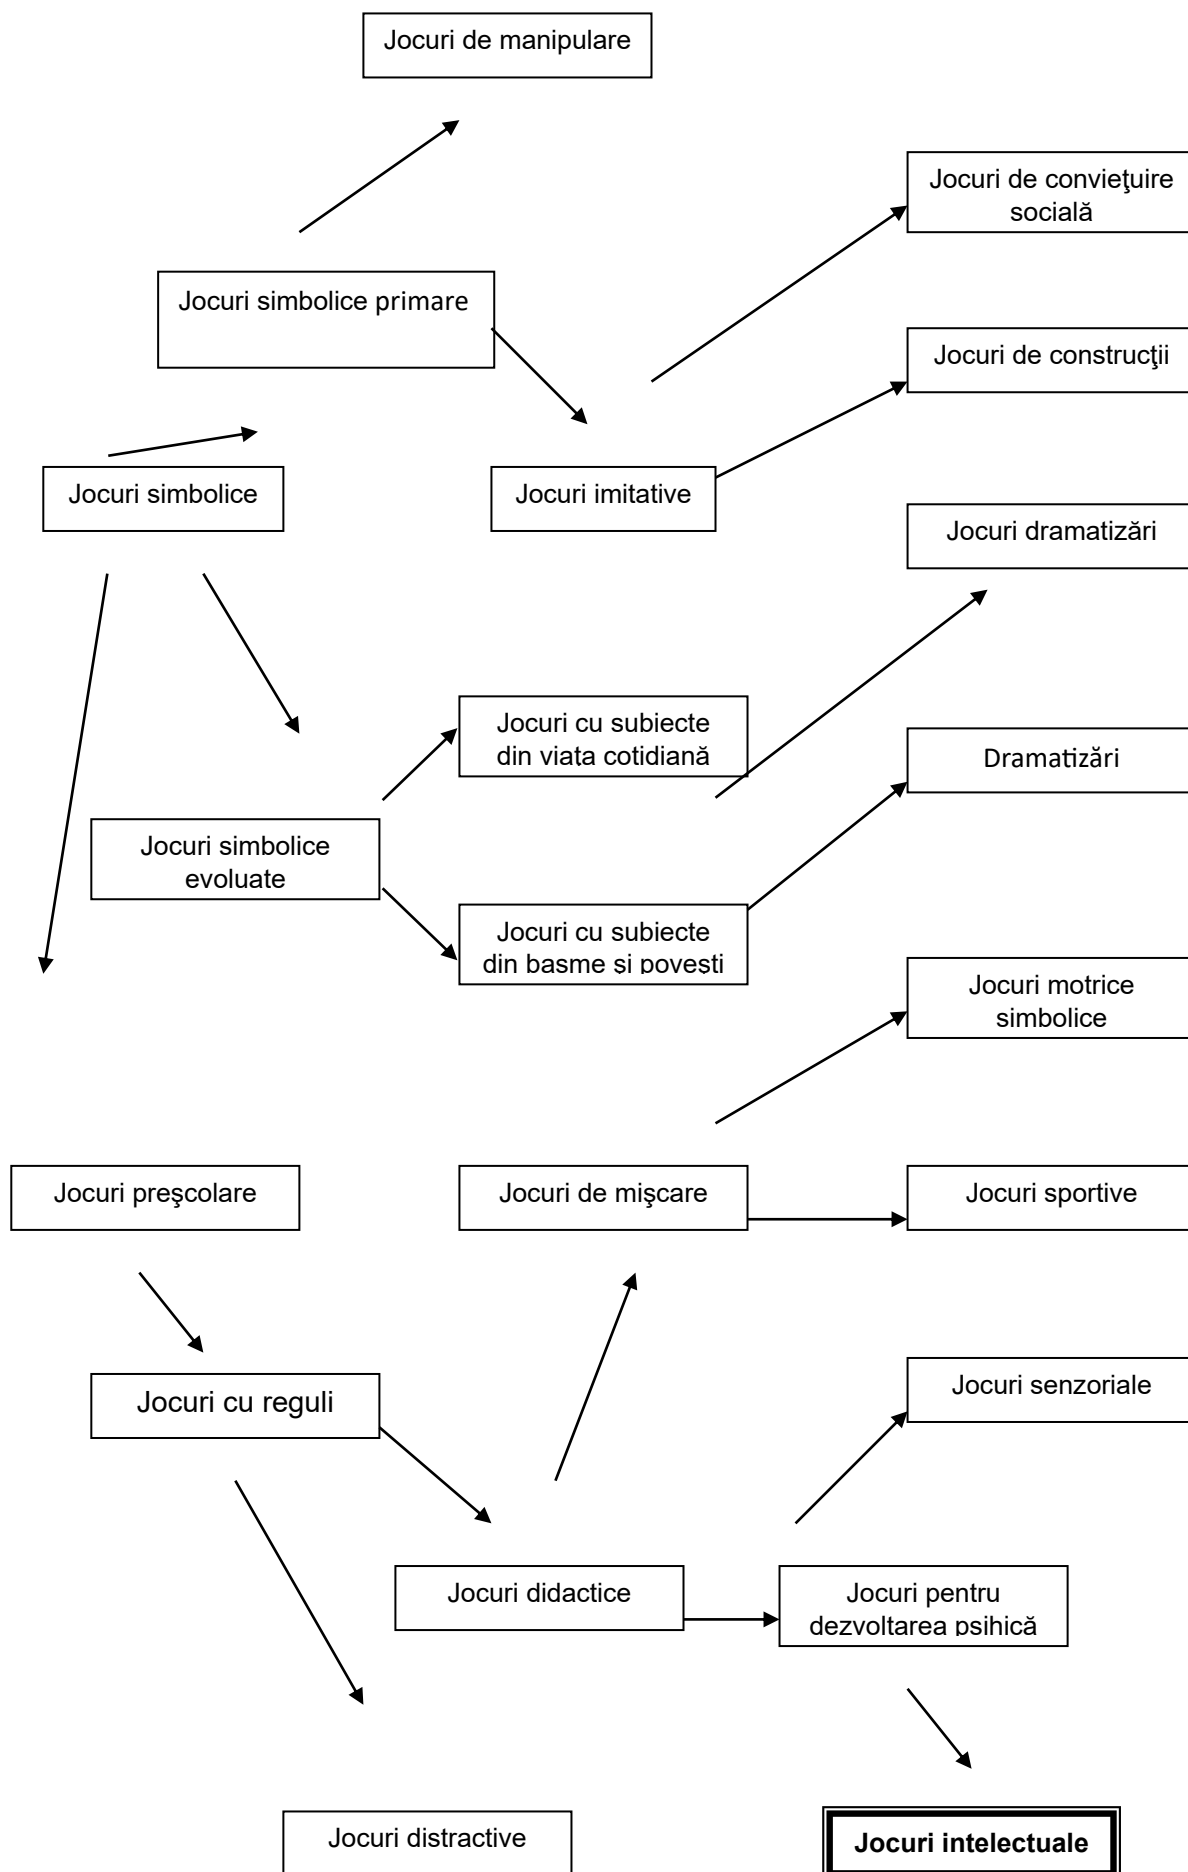 Jocuri de manipulare
Jocuri de convieţuire
socială
Jocuri simbolice primare
Jocuri de construcţii
Jocuri simbolice
Jocuri imitative
Jocuri dramatizări
Jocuri cu subiecte
din viata cotidiană
Dramatizări
Jocuri simbolice
evoluate
Jocuri cu subiecte
din basme si povesti
Jocuri motrice
simbolice
Jocuri preşcolare
Jocuri de mişcare
Jocuri sportive
Jocuri senzoriale
Jocuri cu reguli
Jocuri didactice
Jocuri pentru
dezvoltarea psihică
Jocuri distractive
Jocuri intelectuale